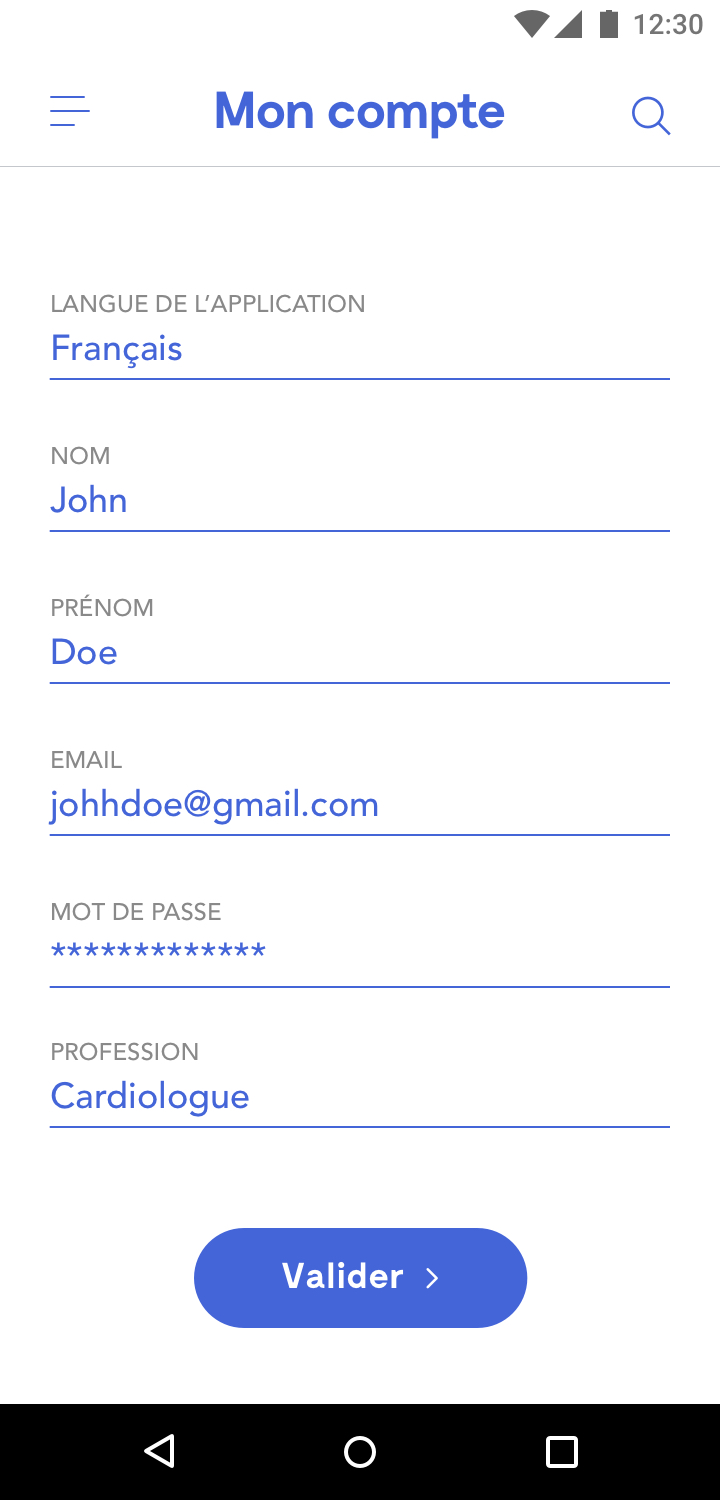 12:30
Mon compte
LANGUE DE L’APPLICATION
Français
NOM
John
PRÉNOM
Doe
EMAIL
johhdoe@gmail.com
MOT DE PASSE
*************
PROFESSION
Cardiologue
Valider